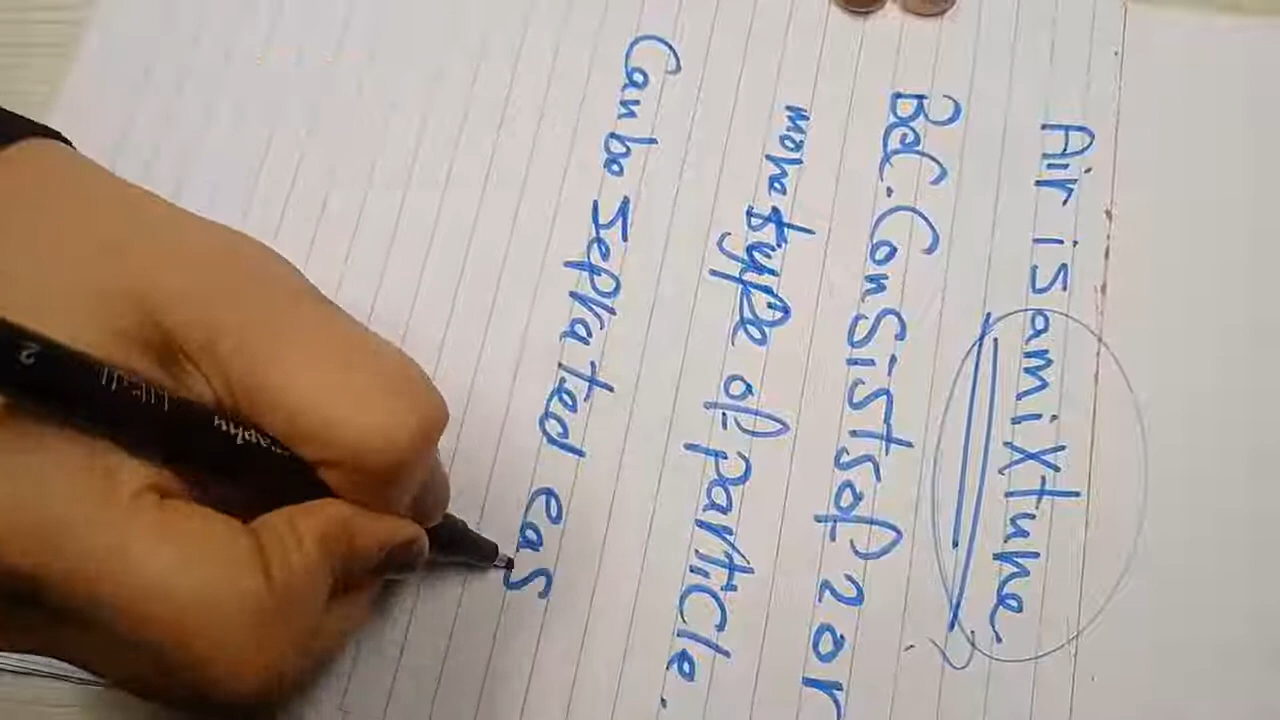 Air is a mixture
Bec. Consists of 2 or
more type of particle.
Can be Seprated eas